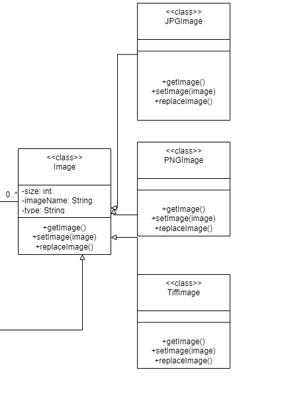 <<class>>
JPGImage
+getImage()
+setImage(image)
+replaceImage()
<<class>>
Image
0..*
-size: int
-imageName: String
-type: String
+getImage()
+setImage(image)
+replaceImage()
<<class>>
PNGImage
+getImage()
+setImage(image)
+replaceImage()
<<class>>
TiffImage
+getImage()
+setImage(image)
+replaceImage()